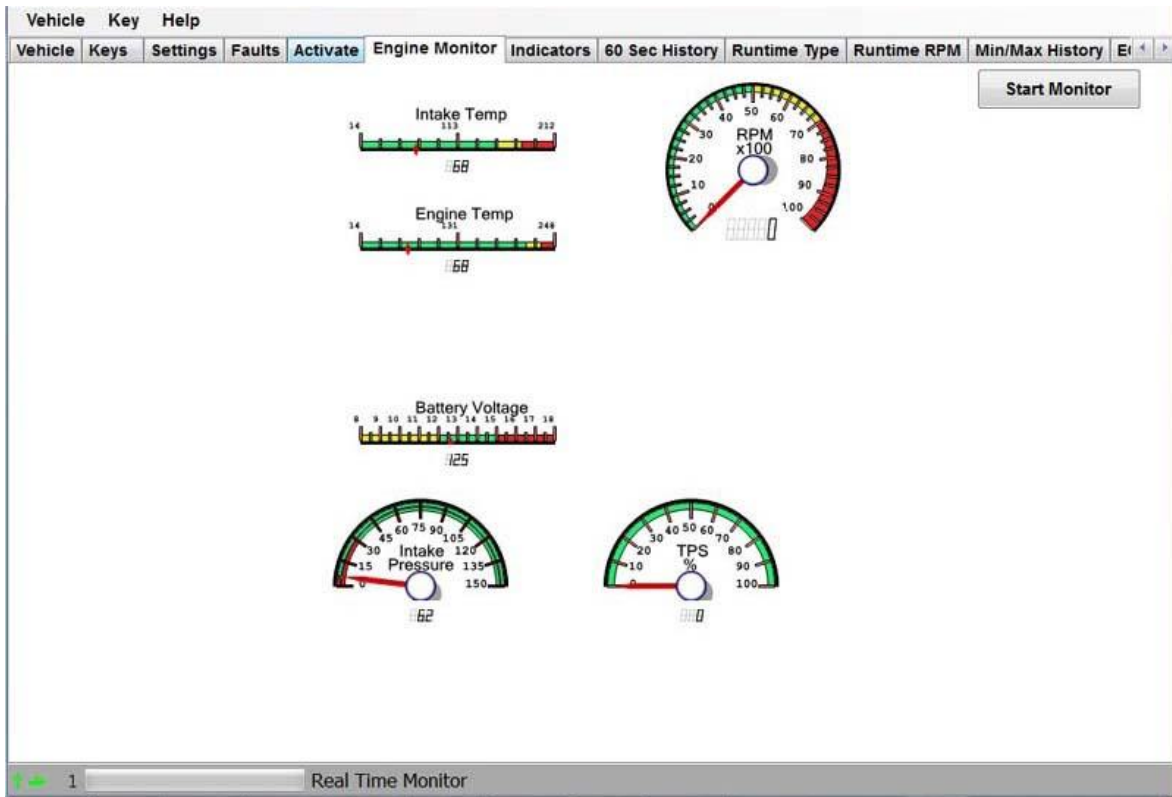 Vehicle Key Help
Vehicle Keys Settings Faults Activate Engine Monitor Indicators 60 Sec History Runtime Type Runtime RPM Min/Max History
Start Monitor
Intake Temp
14 113 212
68
Engine Temp
14 131 248
68
0 10 20 30 40 50 60 70 80 90 100
RPM
x100
0
Battery Voltage
8 9 10 11 12 13 14 15 16 17 18
125
0 15 30 45 60 75 90 105 120 135 150
Intake
Pressure
62
0 10 20 30 40 50 60 70 80 90 100
TPS
%
0
1 Real Time Monitor